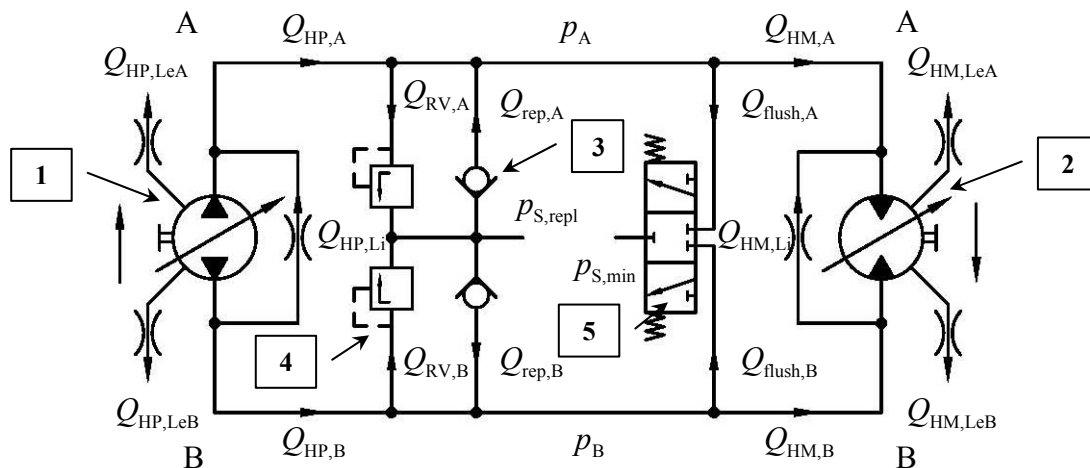 A
Q_HP,A
p_A
Q_HM,A
A
Q_HP,LeA
Q_HM,LeA
Q_RV,A
Q_rep,A
Q_flush,A
1
3
2
Q_HP,Li
p_S,repl
Q_HM,Li
p_S,min
4
5
Q_RV,B
Q_rep,B
Q_flush,B
Q_HP,LeB
Q_HM,LeB
B
Q_HP,B
p_B
Q_HM,B
B